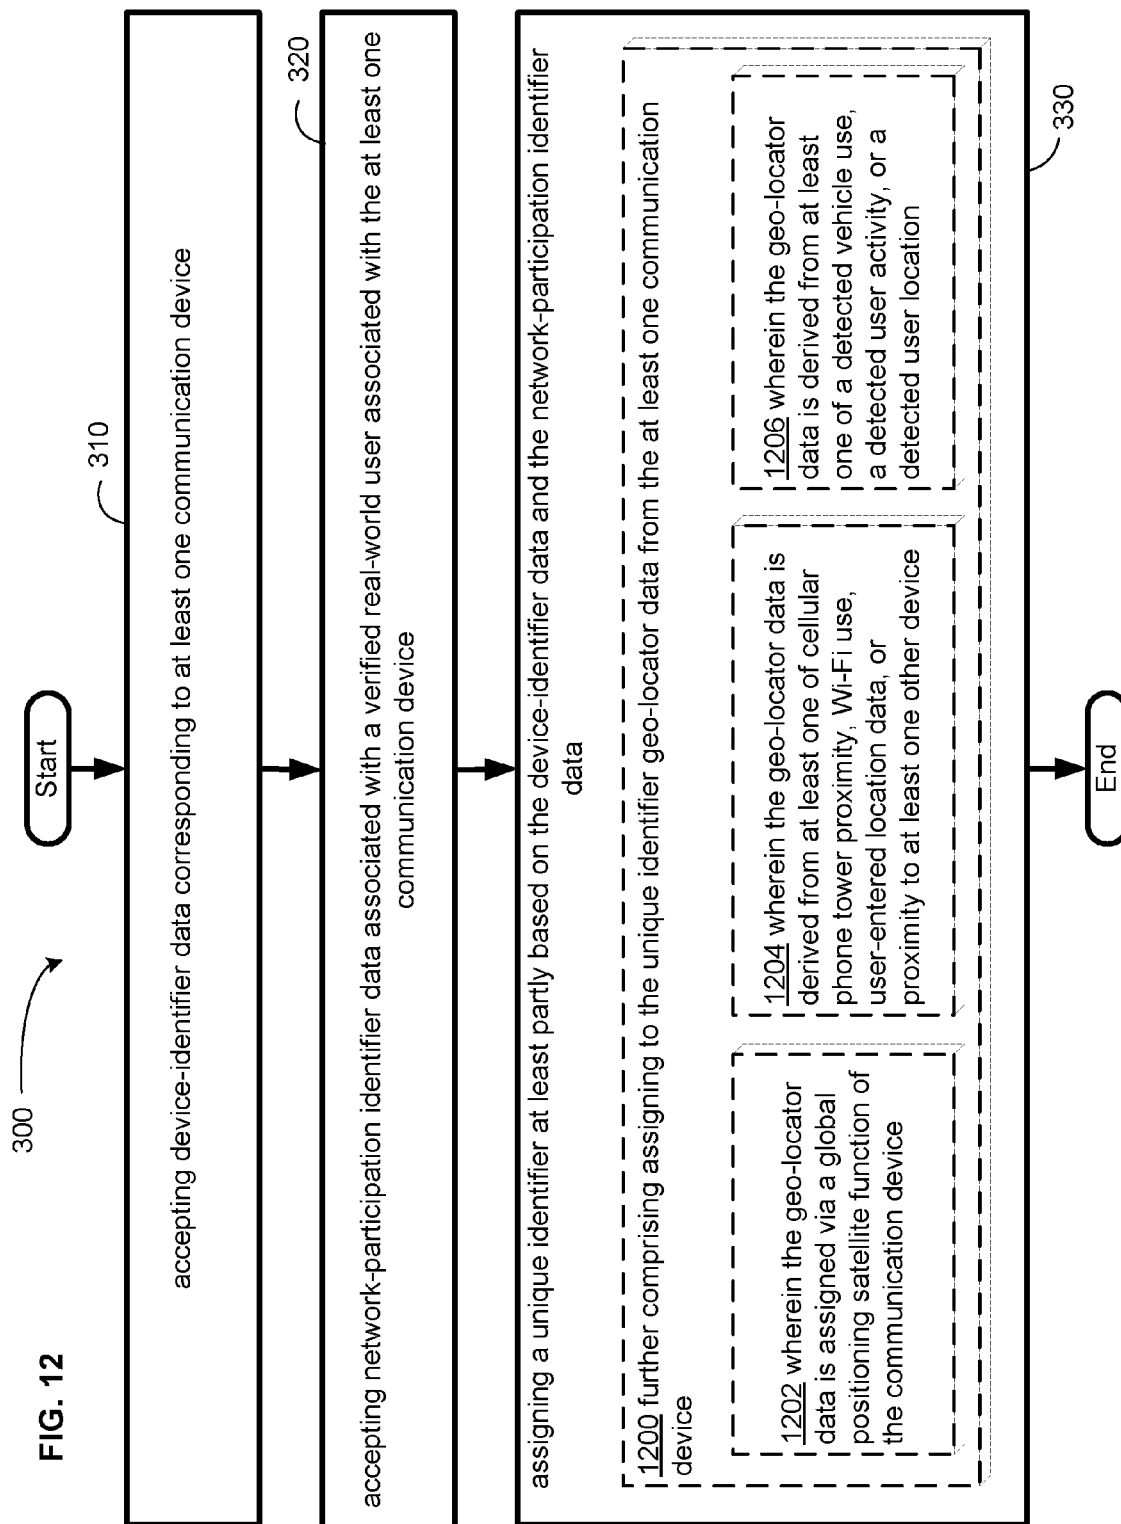 FIG. 12
300
Start
310
accepting device-identifier data corresponding to at least one communication device
320
accepting network-participation identifier data associated with a verified real-world user associated with the at least one
communication device
330
assigning a unique identifier at least partly based on the device-identifier data and the network-participation identifier
data
1200 further comprising assigning to the unique identifier geo-locator data from the at least one communication
device
1202 wherein the geo-locator
data is assigned via a global
positioning satellite function of
the communication device
1204 wherein the geo-locator data is
derived from at least one of cellular
phone tower proximity, Wi-Fi use,
user-entered location data, or
proximity to at least one other device
1206 wherein the geo-locator
data is derived from at least
one of a detected vehicle use,
a detected user activity, or a
detected user location
End